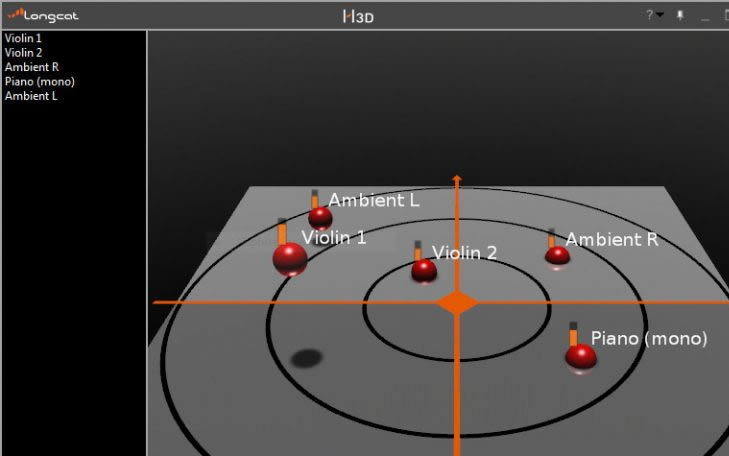 Longcat
H3D
?
Violin 1
Violin 2
Ambient R
Piano (mono)
Ambient L
Ambient L
Violin 1
Violin 2
Ambient R
Piano (mono)